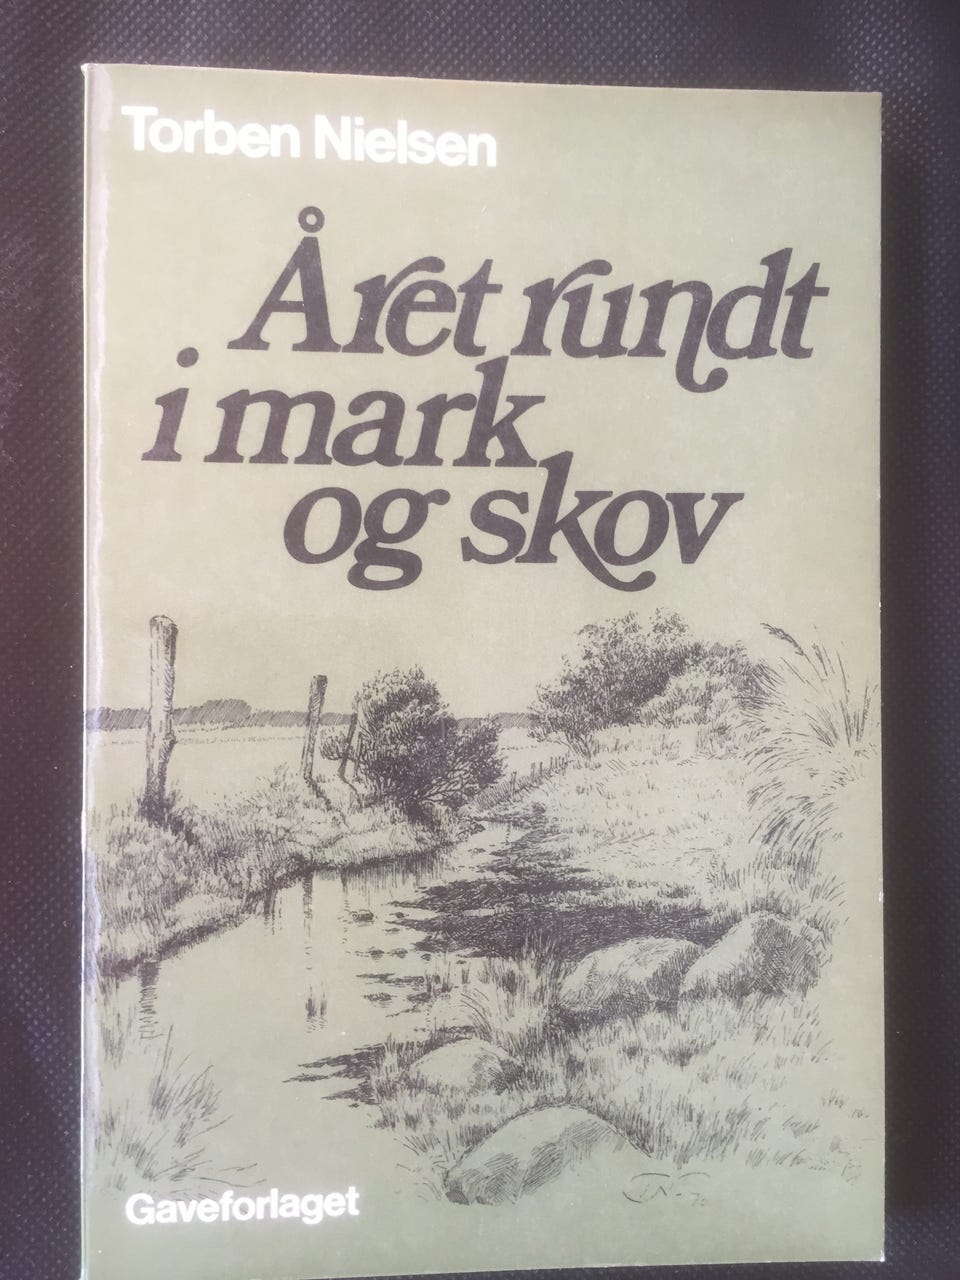 Torben Nielsen
Året rundt
i mark
og skov
Gaveforlaget